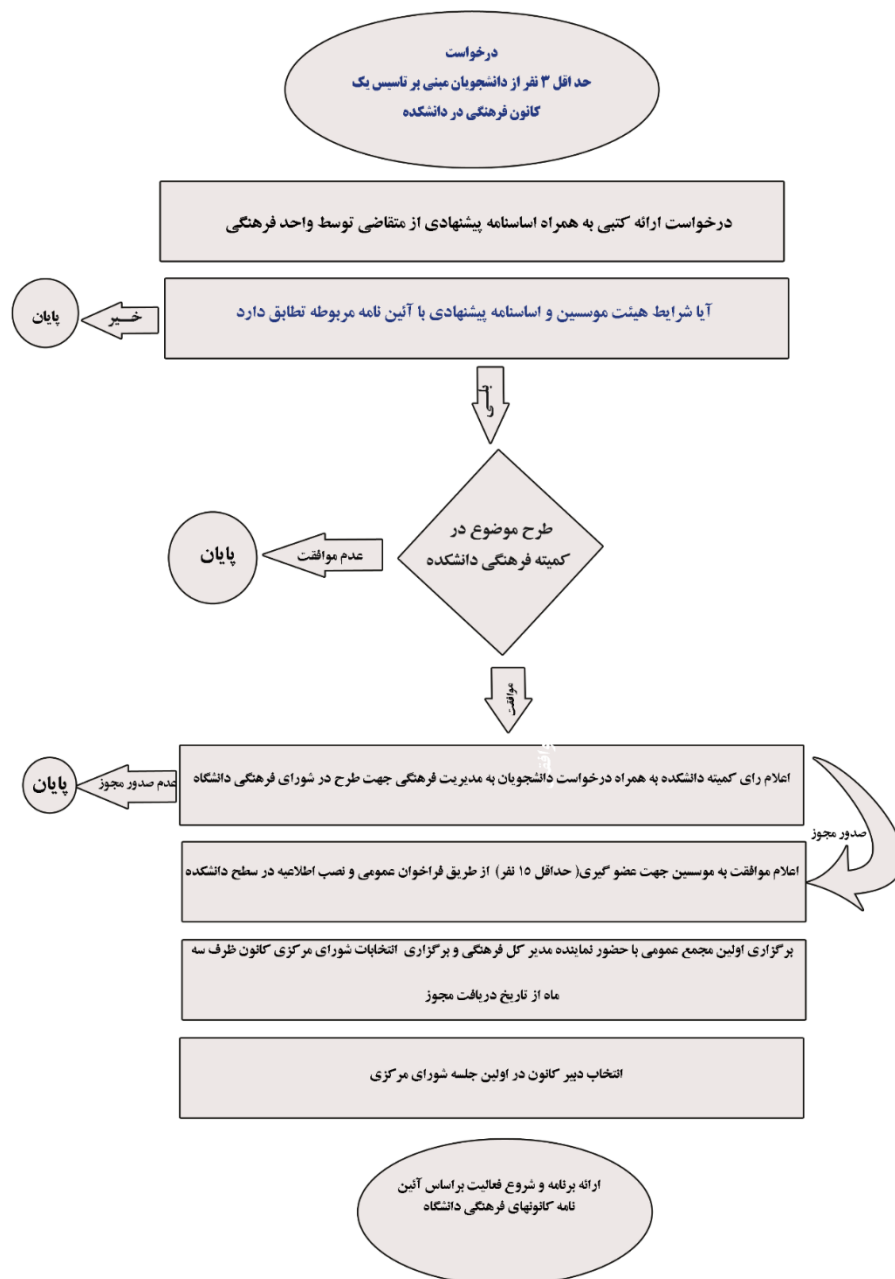 درخواست
حداقل ۳ نفر از دانشجویان مبنی بر تاسیس یک
کانون فرهنگی در دانشکده
درخواست ارائه کتبی به همراه اساسنامه پیشنهادی از متقاضی توسط واحد فرهنگی
آیا شرایط هیئت موسسین و اساسنامه پیشنهادی با آئین نامه مربوطه تطابق دارد
خــیر
پایان
بلــی
طرح موضوع در
کمیته فرهنگی دانشکده
عدم موافقت
پایان
موافقت
اعلام رای کمیته دانشکده به همراه درخواست دانشجویان به مدیریت فرهنگی جهت طرح در شورای فرهنگی دانشگاه
عدم صدور مجوز
پایان
صدور مجوز
اعلام موافقت به موسسین جهت عضو گیری( حداقل ۱۵ نفر) از طریق فراخوان عمومی و نصب اطلاعیه در سطح دانشکده
برگزاری اولین مجمع عمومی با حضور نماینده مدیر کل فرهنگی و برگزاری انتخابات شورای مرکزی کانون ظرف سه
ماه از تاریخ دریافت مجوز
انتخاب دبیر کانون در اولین جلسه شورای مرکزی
ارائه برنامه و شروع فعالیت براساس آئین
نامه کانونهای فرهنگی دانشگاه